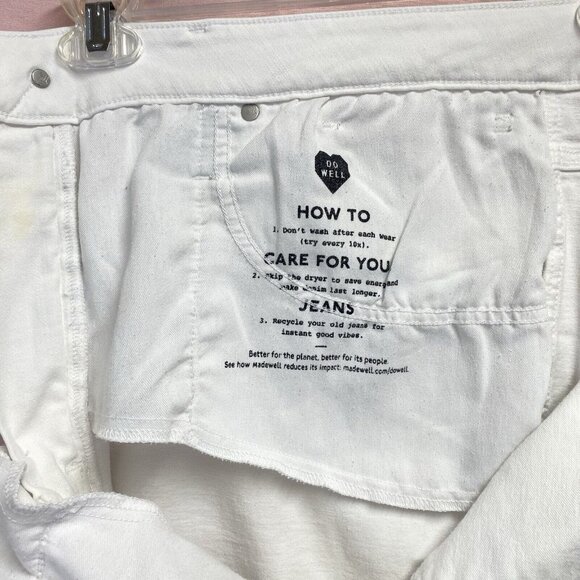 DO
WELL
HOW TO
1. Don't wash after each wear
(try every 10x).
CARE FOR YOU
2. Skip the dryer to save energy and
make denim last longer.
JEANS
3. Recycle your old jeans for
instant good vibes.
Better for the planet, better for its people.
See how Madewell reduces its impact: madewell.com/dowell.